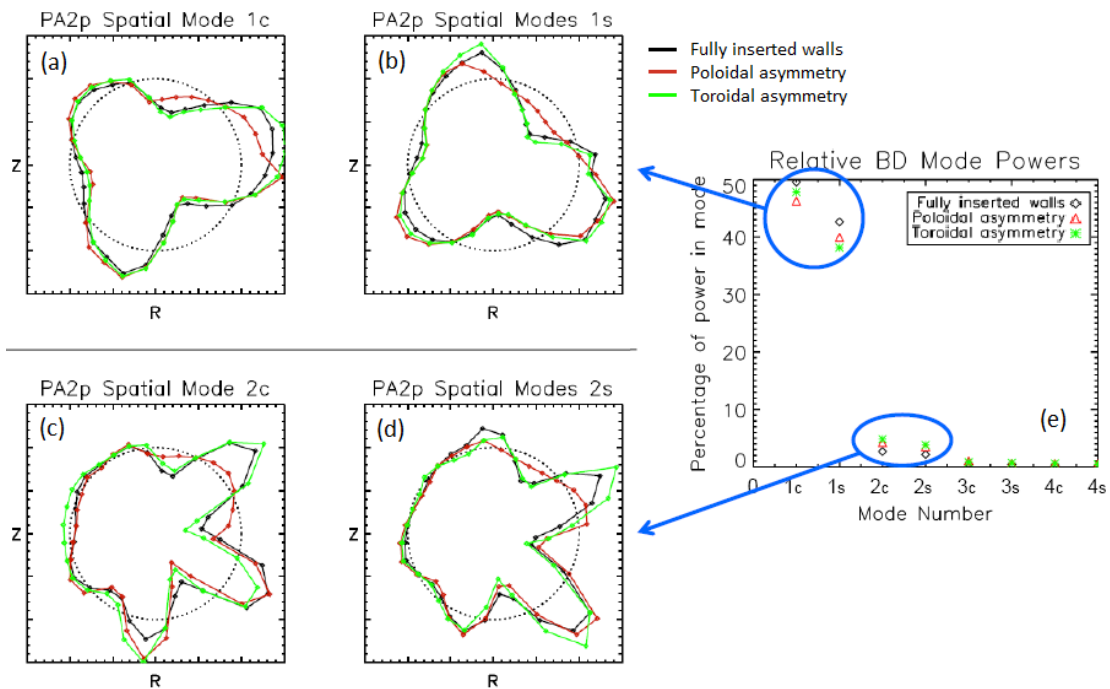 PA2p Spatial Mode 1c
(a)
Z
R
PA2p Spatial Modes 1s
(b)
Z
R
Fully inserted walls
Poloidal asymmetry
Toroidal asymmetry
PA2p Spatial Mode 2c
(c)
Z
R
PA2p Spatial Modes 2s
(d)
Z
R
Relative BD Mode Powers
Percentage of power in mode
50
40
30
20
10
0
Fully inserted walls
Poloidal asymmetry
Toroidal asymmetry
(e)
0 1c 1s 2c 2s 3c 3s 4c 4s
Mode Number